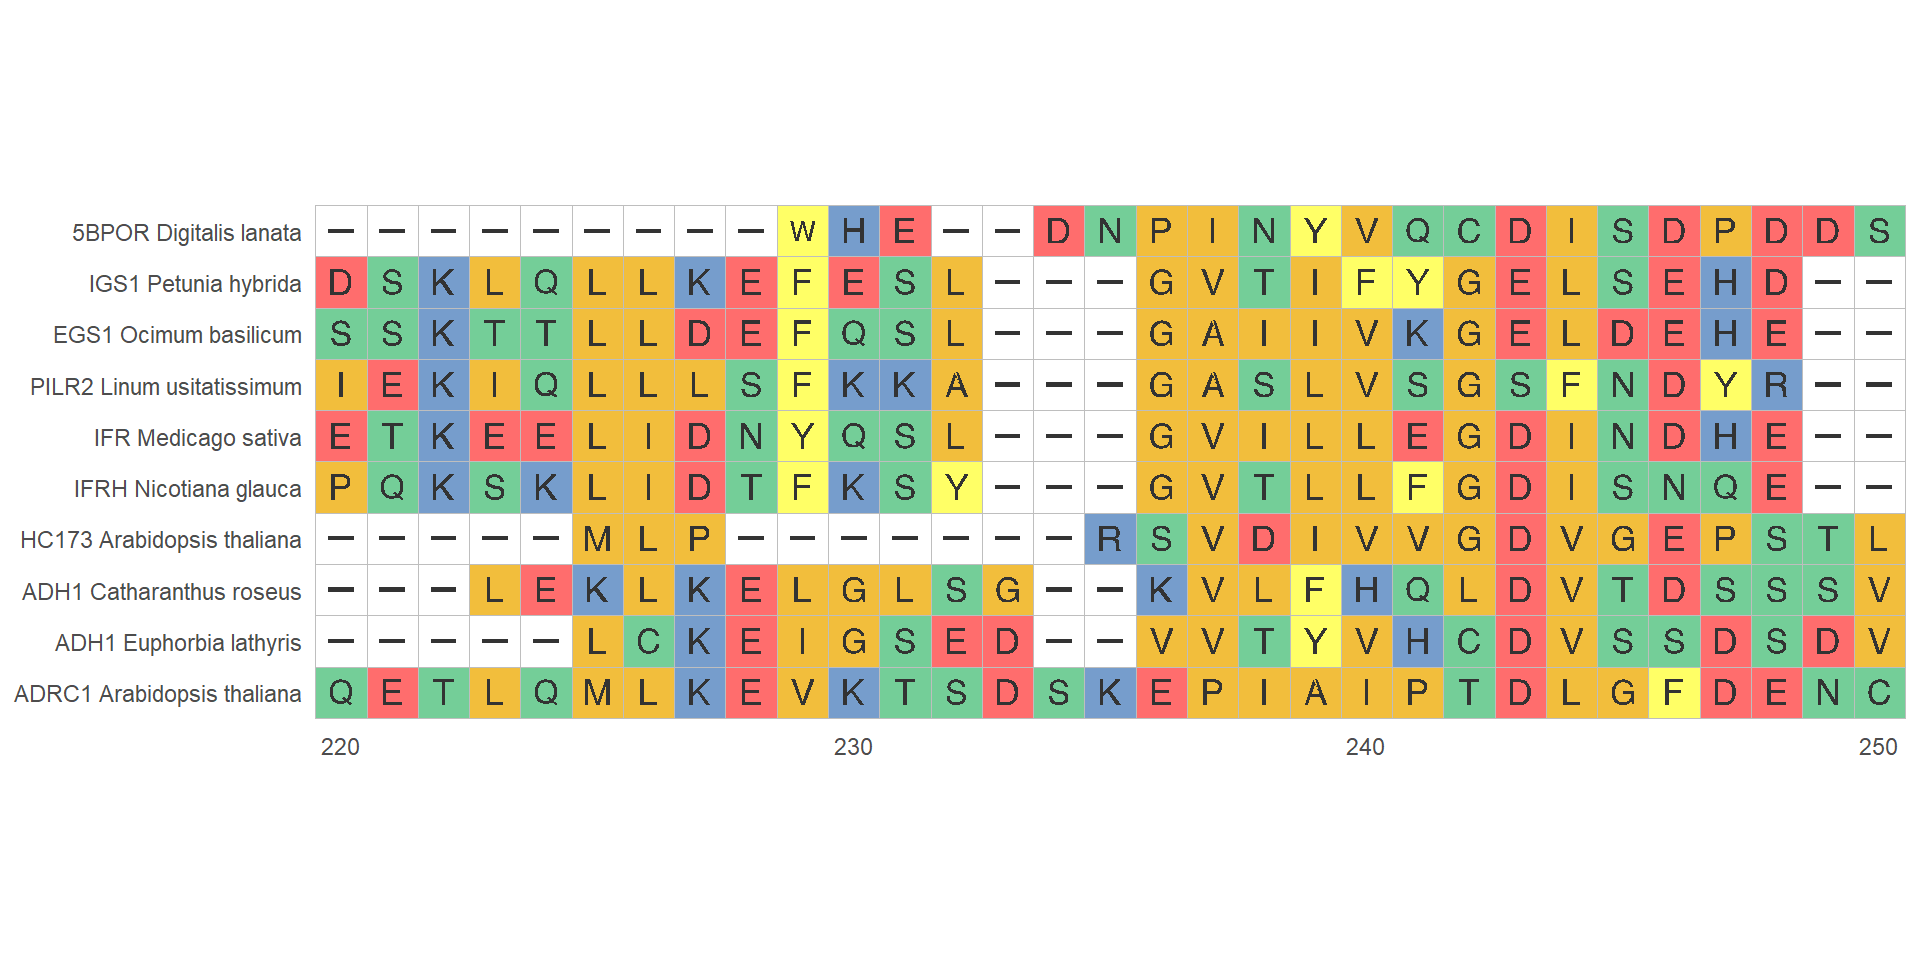 5BPOR Digitalis lanata — — — — — — — — — W H E — — D N P I N Y V Q C D I S D P D D S
IGS1 Petunia hybrida D S K L Q L L K E F E S L — — — G V T I F Y G E L S E H D — —
EGS1 Ocimum basilicum S S K T T L L D E F Q S L — — — G A I I V K G E L D E H E — —
PILR2 Linum usitatissimum I E K I Q L L L S F K K A — — — G A S L V S G S F N D Y R — —
IFR Medicago sativa E T K E E L I D N Y Q S L — — — G V I L L E G D I N D H E — —
IFRH Nicotiana glauca P Q K S K L I D T F K S Y — — — G V T L L F G D I S N Q E — —
HC173 Arabidopsis thaliana — — — — — M L P — — — — — — — R S V D I V V G D V G E P S T L
ADH1 Catharanthus roseus — — — L E K L K E L G L S G — — K V L F H Q L D V T D S S S V
ADH1 Euphorbia lathyris — — — — — L C K E I G S E D — — V V T Y V H C D V S S D S D V
ADRC1 Arabidopsis thaliana Q E T L Q M L K E V K T S D S K E P I A I P T D L G F D E N C
220 230 240 250